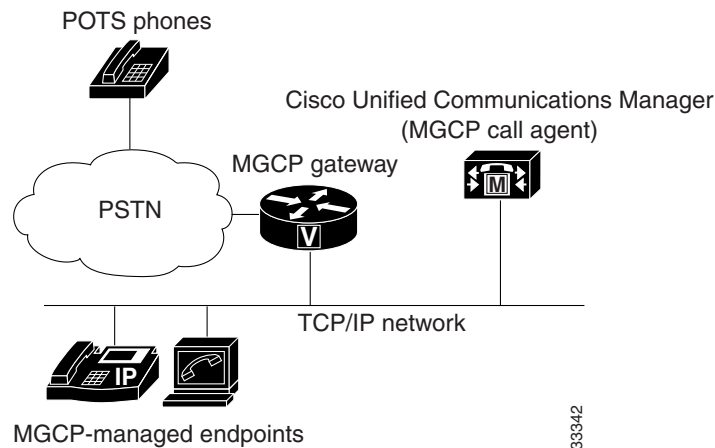 POTS phones
Cisco Unified Communications Manager
(MGCP call agent)
MGCP gateway
M
PSTN
V
TCP/IP network
IP
MGCP-managed endpoints
33342